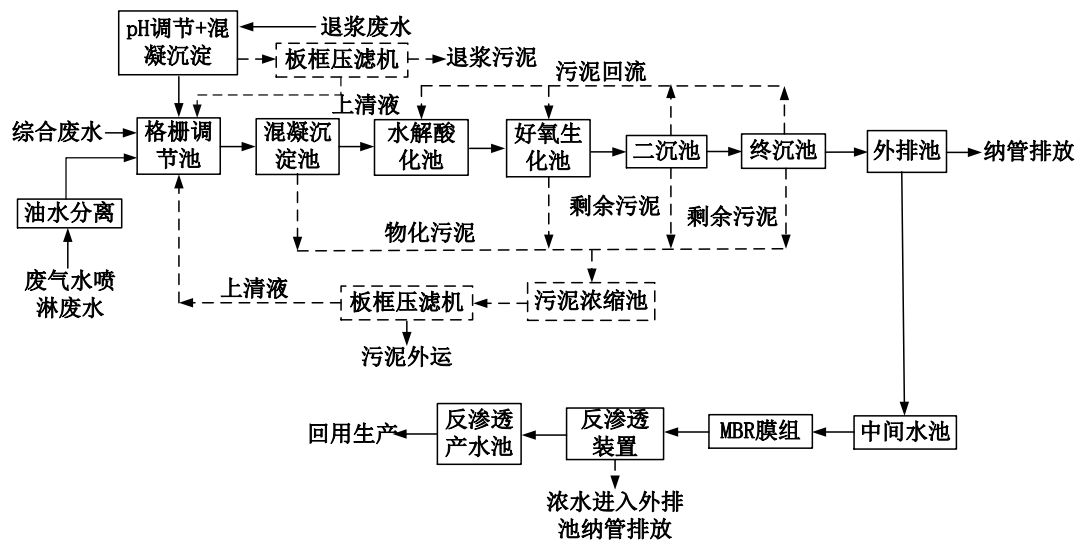 pH调节+混
凝沉淀
退浆废水
板框压滤机
退浆污泥
污泥回流
上清液
综合废水
格栅调
节池
混凝沉
淀池
水解酸
化池
好氧生
化池
二沉池
终沉池
外排池
纳管排放
油水分离
废气水喷
淋废水
物化污泥
剩余污泥
剩余污泥
上清液
板框压滤机
污泥浓缩池
污泥外运
回用生产
反渗透
产水池
反渗透
装置
MBR膜组
中间水池
浓水进入外排
池纳管排放